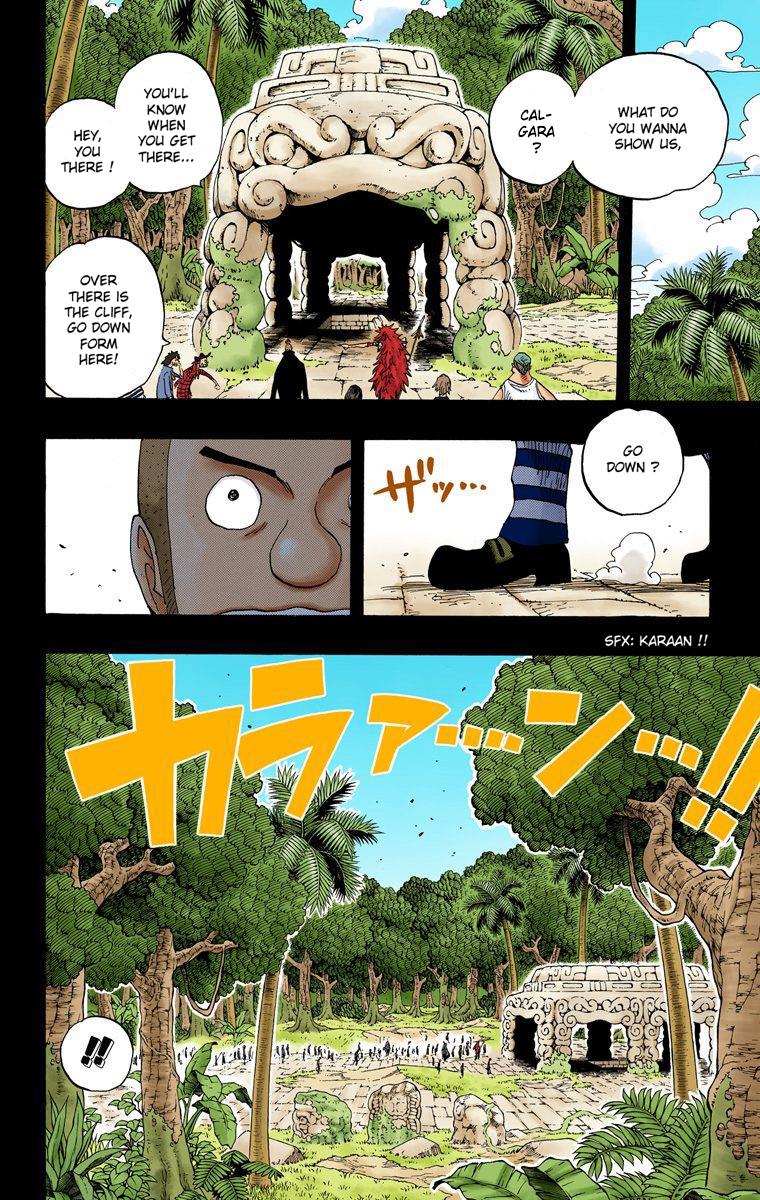 WHAT DO
YOU WANNA
SHOW US,
CAL-
GARA
?
YOU'LL
KNOW
WHEN
YOU GET
THERE...
HEY,
YOU
THERE !
OVER
THERE IS
THE CLIFF,
GO DOWN
FORM
HERE!
GO
DOWN ?
ザッ...
SFX: KARAAN !!
カラァ……ン…!!
!!